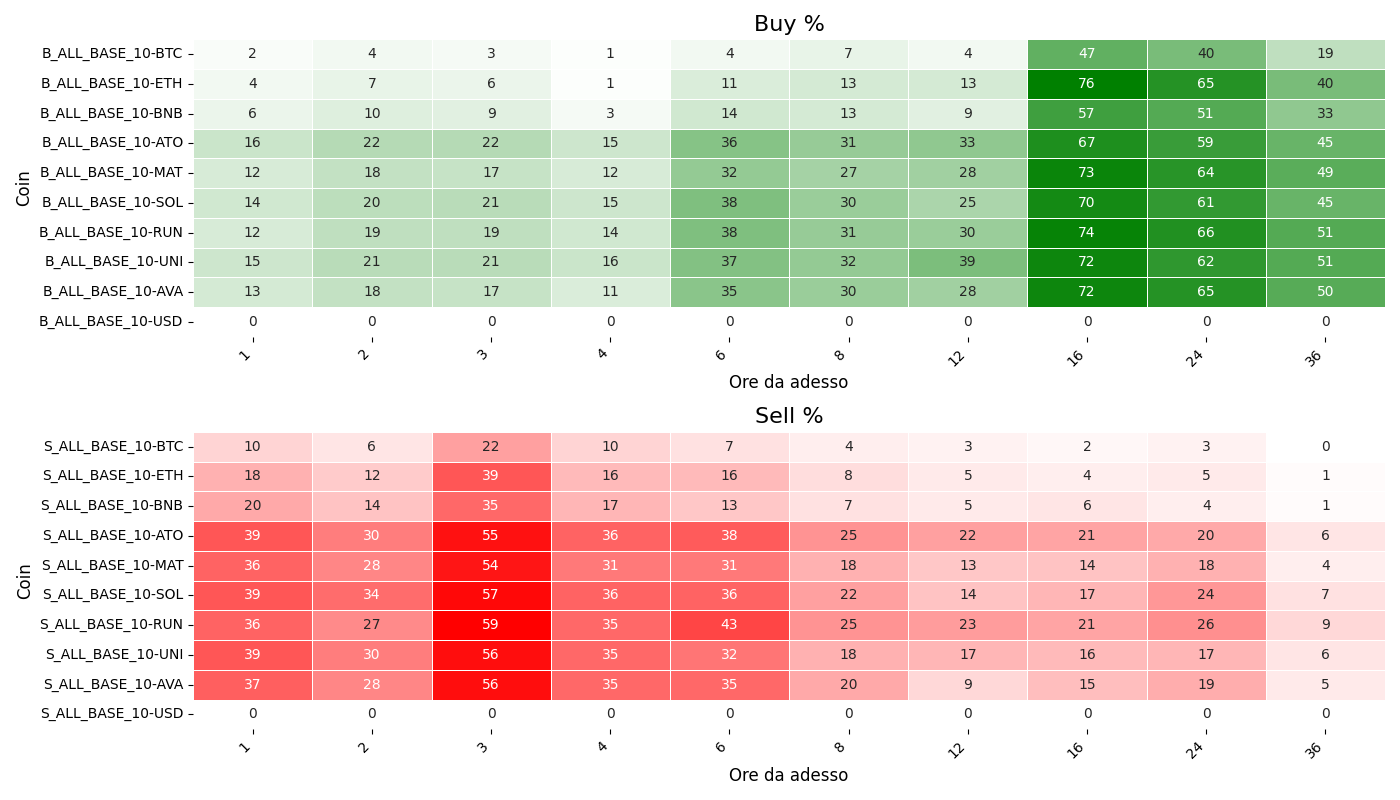 Buy %
Coin
B_ALL_BASE_10-BTC 2 4 3 1 4 7 4 47 40 19
B_ALL_BASE_10-ETH 4 7 6 1 11 13 13 76 65 40
B_ALL_BASE_10-BNB 6 10 9 3 14 13 9 57 51 33
B_ALL_BASE_10-ATO 16 22 22 15 36 31 33 67 59 45
B_ALL_BASE_10-MAT 12 18 17 12 32 27 28 73 64 49
B_ALL_BASE_10-SOL 14 20 21 15 38 30 25 70 61 45
B_ALL_BASE_10-RUN 12 19 19 14 38 31 30 74 66 51
B_ALL_BASE_10-UNI 15 21 21 16 37 32 39 72 62 51
B_ALL_BASE_10-AVA 13 18 17 11 35 30 28 72 65 50
B_ALL_BASE_10-USD 0 0 0 0 0 0 0 0 0 0
1 2 3 4 6 8 12 16 24 36
Ore da adesso
Sell %
Coin
S_ALL_BASE_10-BTC 10 6 22 10 7 4 3 2 3 0
S_ALL_BASE_10-ETH 18 12 39 16 16 8 5 4 5 1
S_ALL_BASE_10-BNB 20 14 35 17 13 7 5 6 4 1
S_ALL_BASE_10-ATO 39 30 55 36 38 25 22 21 20 6
S_ALL_BASE_10-MAT 36 28 54 31 31 18 13 14 18 4
S_ALL_BASE_10-SOL 39 34 57 36 36 22 14 17 24 7
S_ALL_BASE_10-RUN 36 27 59 35 43 25 23 21 26 9
S_ALL_BASE_10-UNI 39 30 56 35 32 18 17 16 17 6
S_ALL_BASE_10-AVA 37 28 56 35 35 20 9 15 19 5
S_ALL_BASE_10-USD 0 0 0 0 0 0 0 0 0 0
1 2 3 4 6 8 12 16 24 36
Ore da adesso